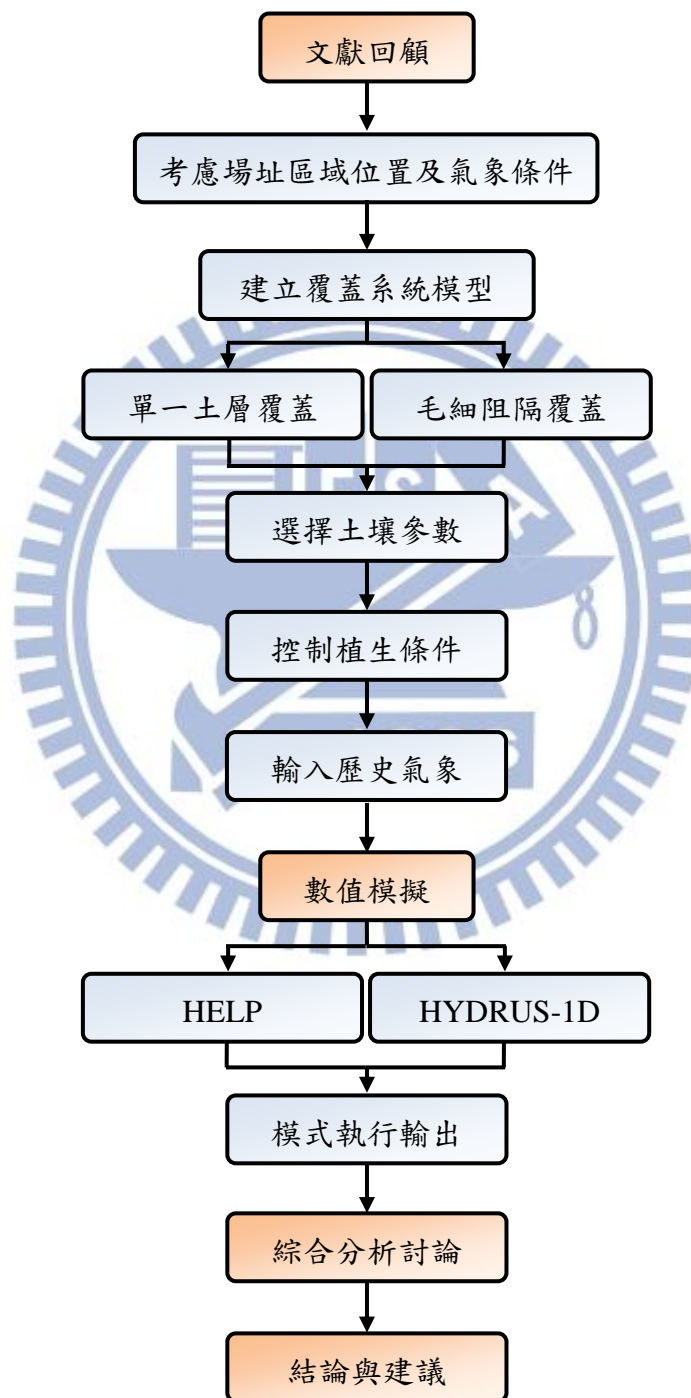 文獻回顧
考慮場址區域位置及氣象條件
建立覆蓋系統模型
單一土層覆蓋
毛細阻隔覆蓋
選擇土壤參數
控制植生條件
輸入歷史氣象
數值模擬
HELP
HYDRUS-1D
模式執行輸出
綜合分析討論
結論與建議